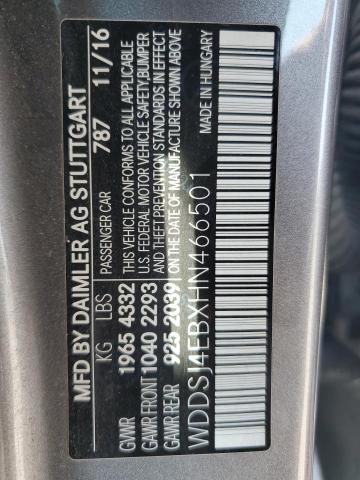 MFD BY DAIMLER AG STUTTGART
787 11/16
KG LBS PASSENGER CAR
GVWR 1965 4332
GAWR FRONT 1040 2293
GAWR REAR 925 2039
THIS VEHICLE CONFORMS TO ALL APPLICABLE
U.S. FEDERAL MOTOR VEHICLE SAFETY, BUMPER
AND THEFT PREVENTION STANDARDS IN EFFECT
ON THE DATE OF MANUFACTURE SHOWN ABOVE
MADE IN HUNGARY
WDDSJ4EBXHN466501